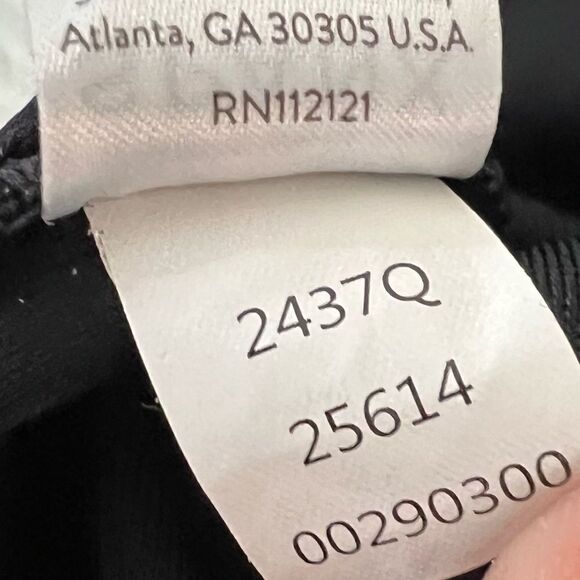 Atlanta, GA 30305 U.S.A.
RN112121
2437Q
25614
00290300